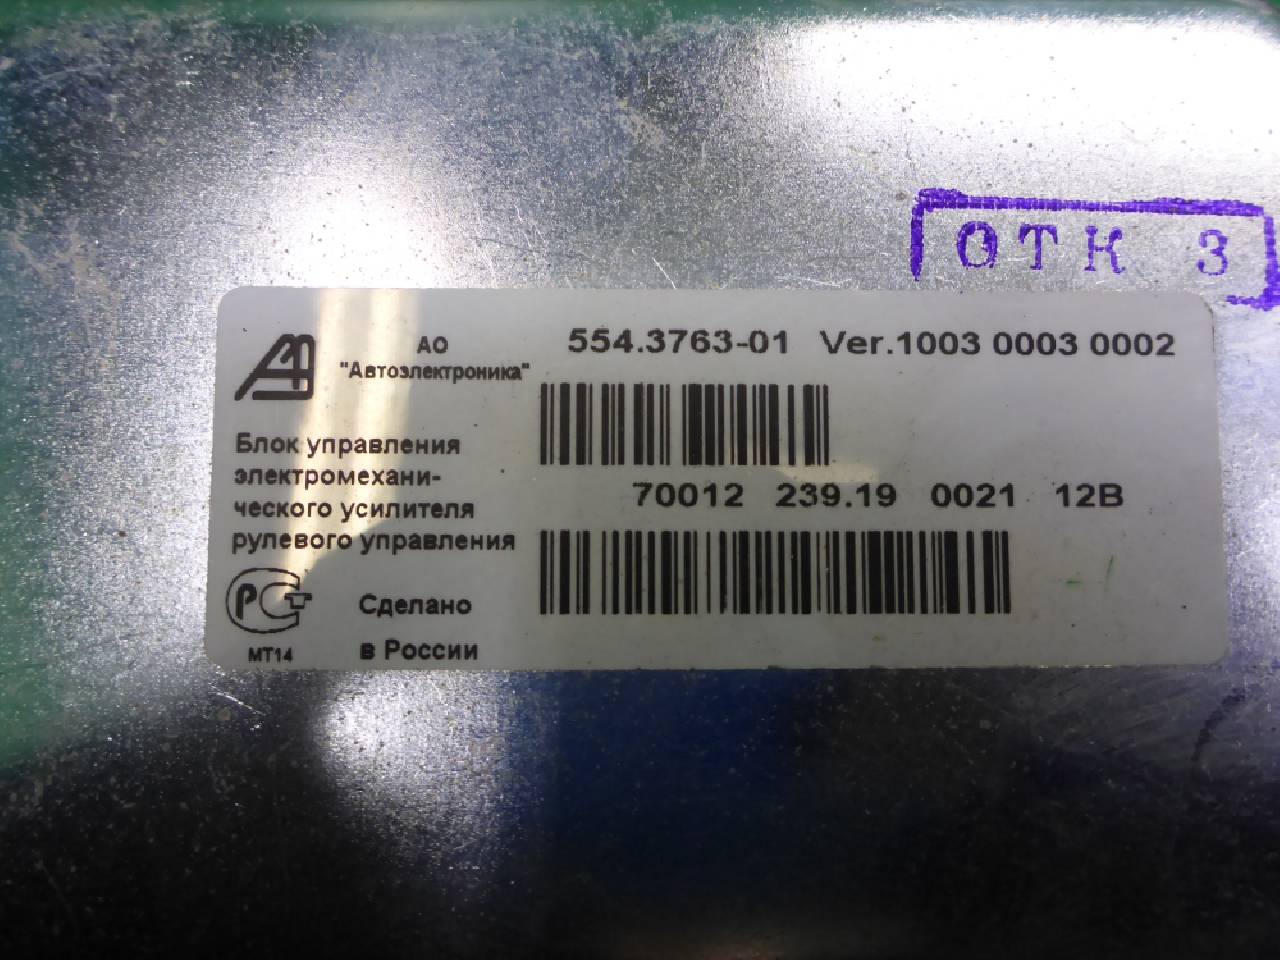 ОТК 3
АО
"Автоэлектроника"
554.3763-01 Ver.1003 0003 0002
Блок управления
электромехани-
ческого усилителя
рулевого управления
70012 239.19 0021 12В
РСТ
МТ14
Сделано
в России